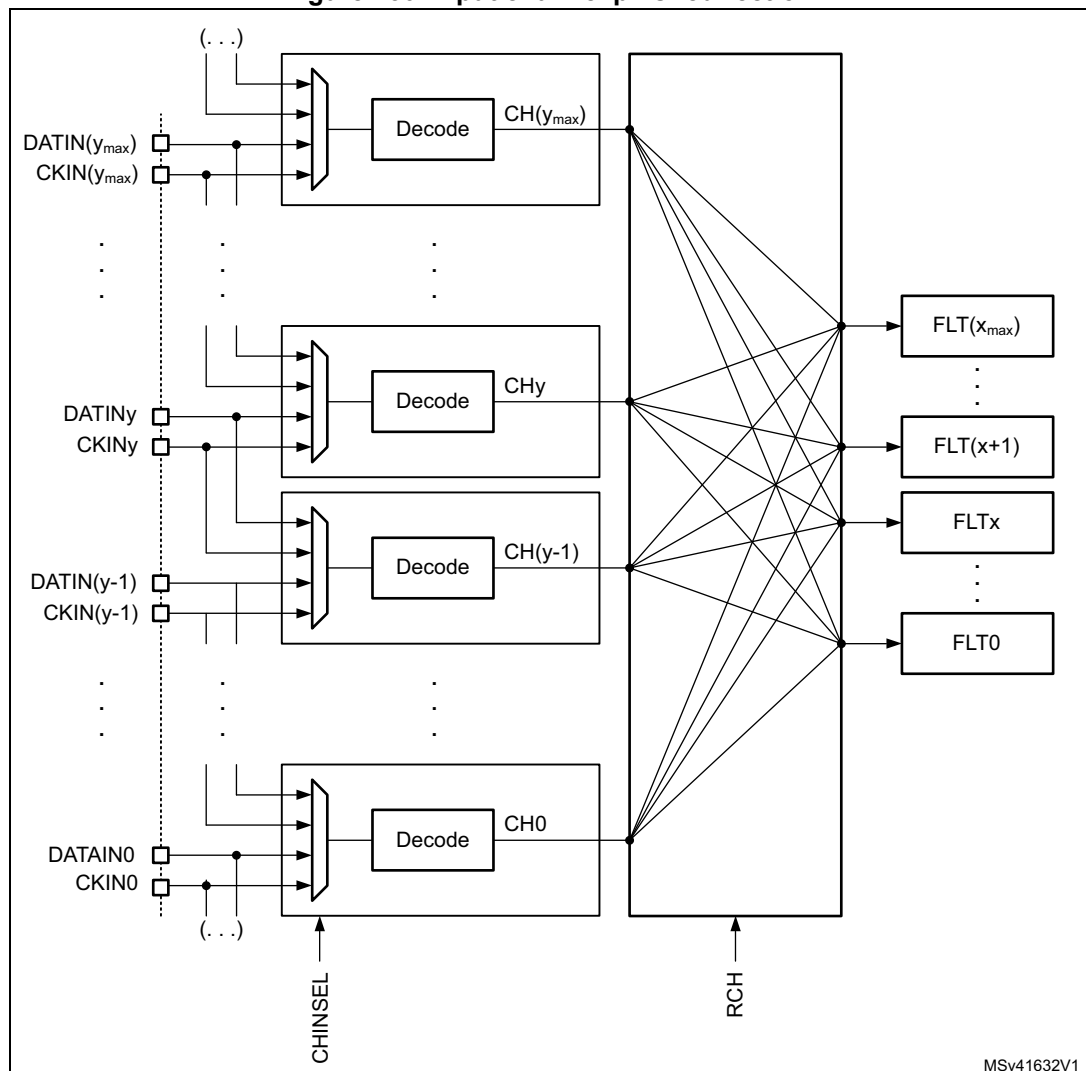 (. . .)
DATIN(ymax)
CKIN(ymax)
Decode
CH(ymax)
. . .
. . .
. . .
DATINy
CKINy
Decode
CHy
DATIN(y-1)
CKIN(y-1)
Decode
CH(y-1)
. . .
. . .
. . .
DATAIN0
CKIN0
Decode
CH0
(. . .)
FLT(xmax)
. . .
FLT(x+1)
FLTx
. . .
FLT0
CHINSEL
RCH
MSv41632V1